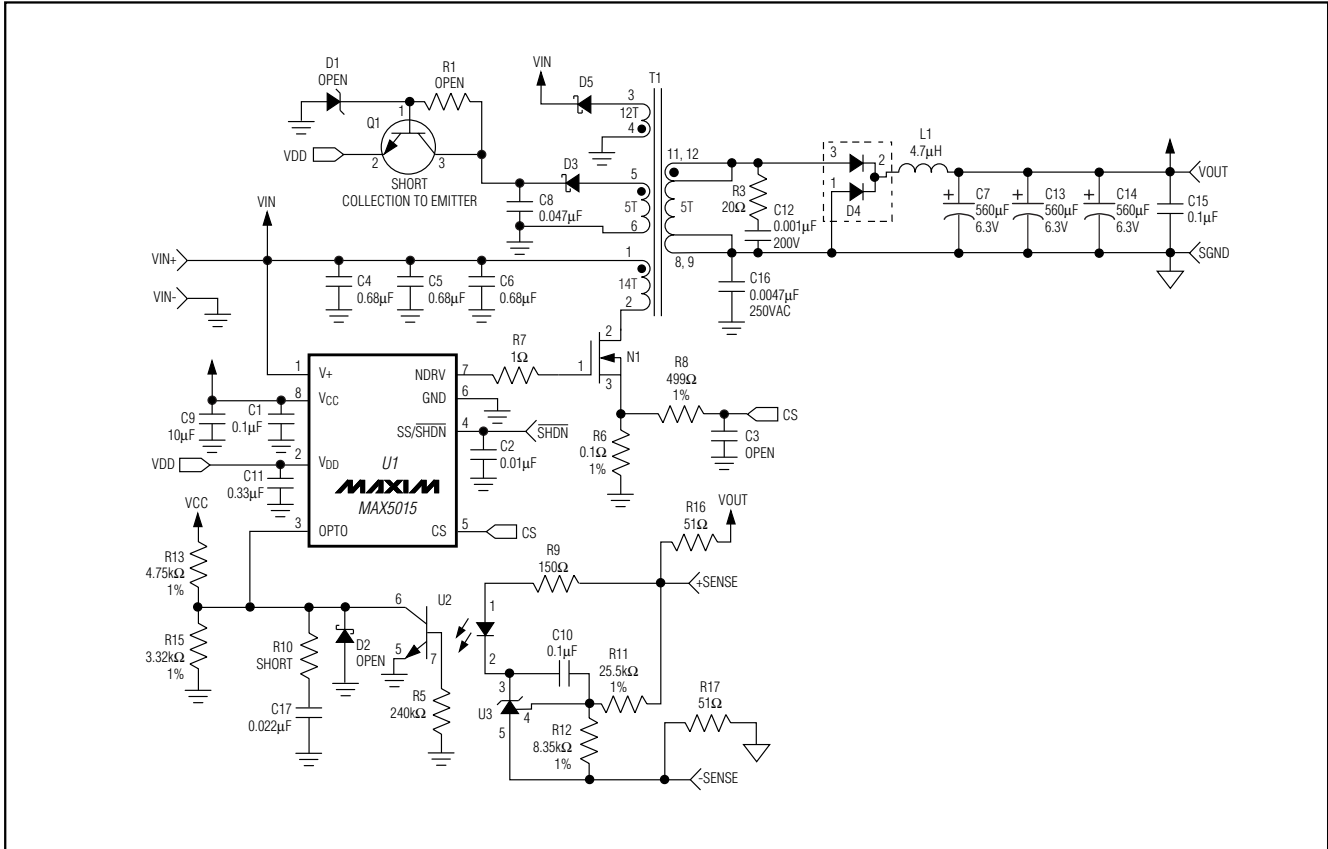 D1
OPEN
R1
OPEN
1
Q1
VDD
2
3
SHORT
COLLECTION TO EMITTER
VIN
D5
3
12T
4
T1
D3
5
5T
6
C8
0.047µF
11, 12
5T
8, 9
R3
20Ω
C12
0.001µF
200V
C16
0.0047µF
250VAC
3
2
1
D4
L1
4.7µH
C7
560µF
6.3V
C13
560µF
6.3V
C14
560µF
6.3V
C15
0.1µF
VOUT
SGND
VIN
VIN+
VIN-
C4
0.68µF
C5
0.68µF
C6
0.68µF
1
14T
2
R7
1Ω
2
1
N1
3
R8
499Ω
1%
CS
C3
OPEN
R6
0.1Ω
1%
1
V+
8
VCC
2
VDD
3
OPTO
NDRV
7
GND
6
SS/SHDN
4
CS
5
U1
MAXIM
MAX5015
C9
10µF
C1
0.1µF
VDD
C11
0.33µF
SHDN
C2
0.01µF
CS
VCC
R13
4.75kΩ
1%
R15
3.32kΩ
1%
R10
SHORT
C17
0.022µF
D2
OPEN
6
U2
5
7
R5
240kΩ
1
2
R9
150Ω
C10
0.1µF
R16
51Ω
VOUT
+SENSE
R11
25.5kΩ
1%
3
U3
4
5
R12
8.35kΩ
1%
R17
51Ω
-SENSE